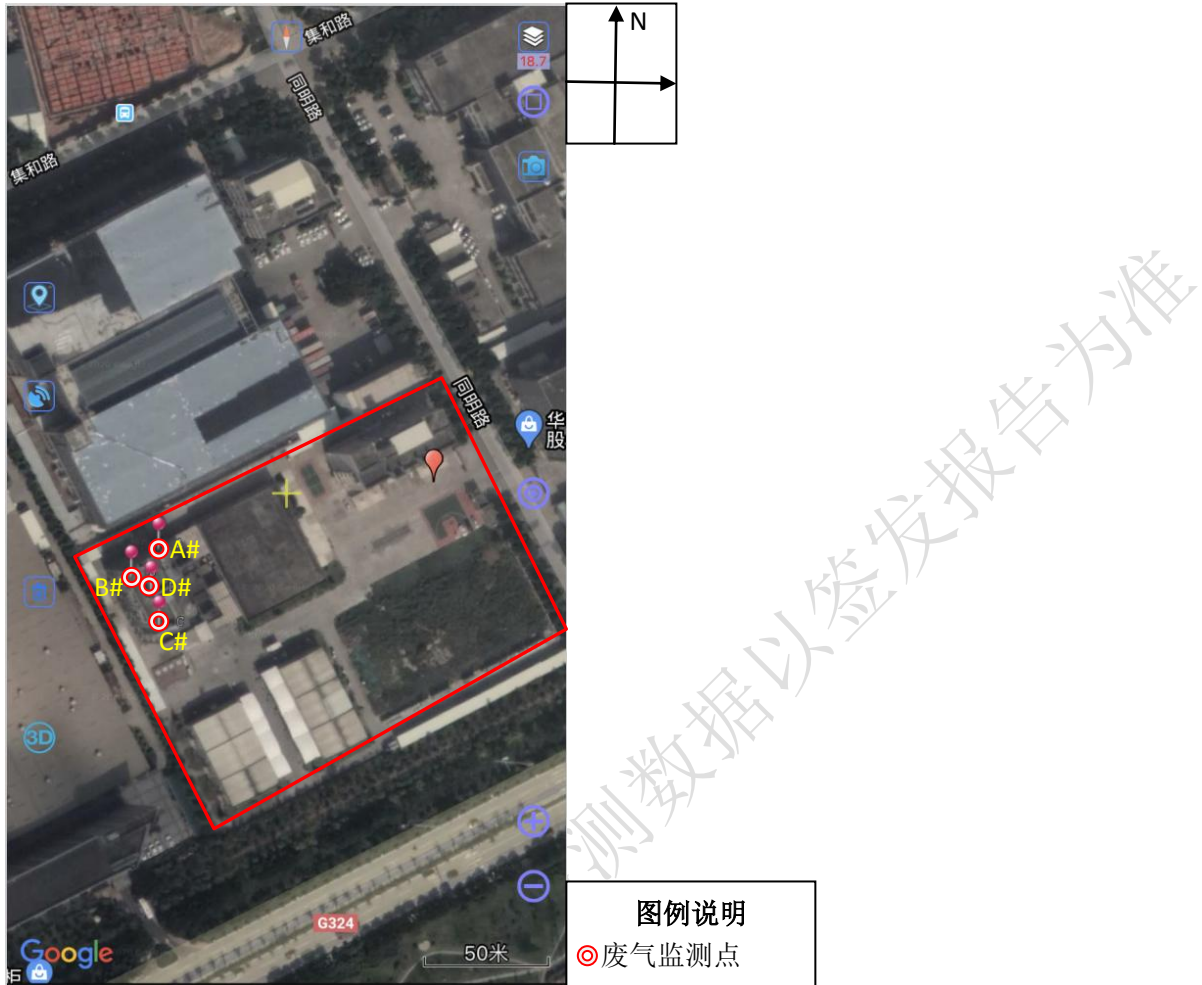 集和路
N
18.7
同明路
集和路
同明路
华
股
A#
B#
D#
C#
3D
测数据以签发报告为准
G324
Google
50米
柜
图例说明
废气监测点